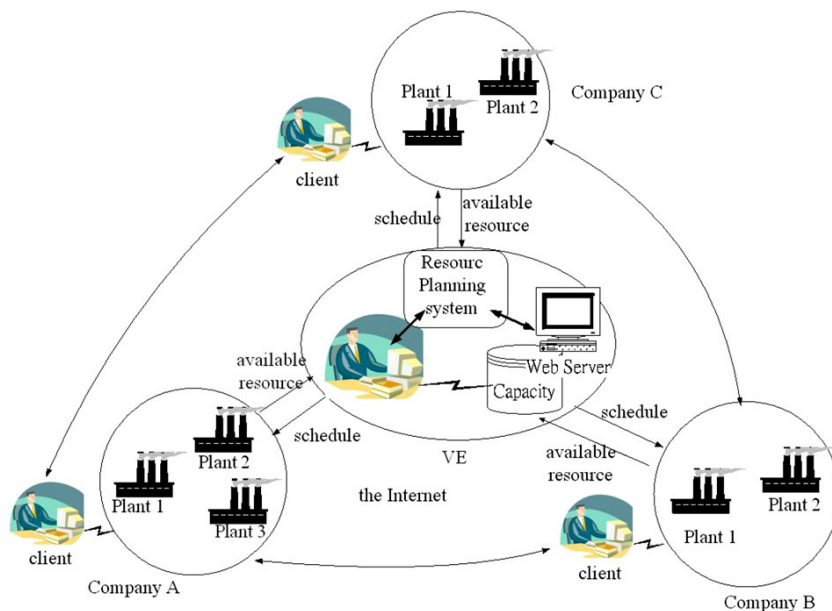 Plant 1
Plant 2
Company C
client
schedule
available
resource
Resourc
Planning
system
Web Server
Capacity
available
resource
schedule
VE
schedule
available
resource
Plant 2
Plant 1
Plant 3
the Internet
Plant 2
Plant 1
client
client
Company A
Company B